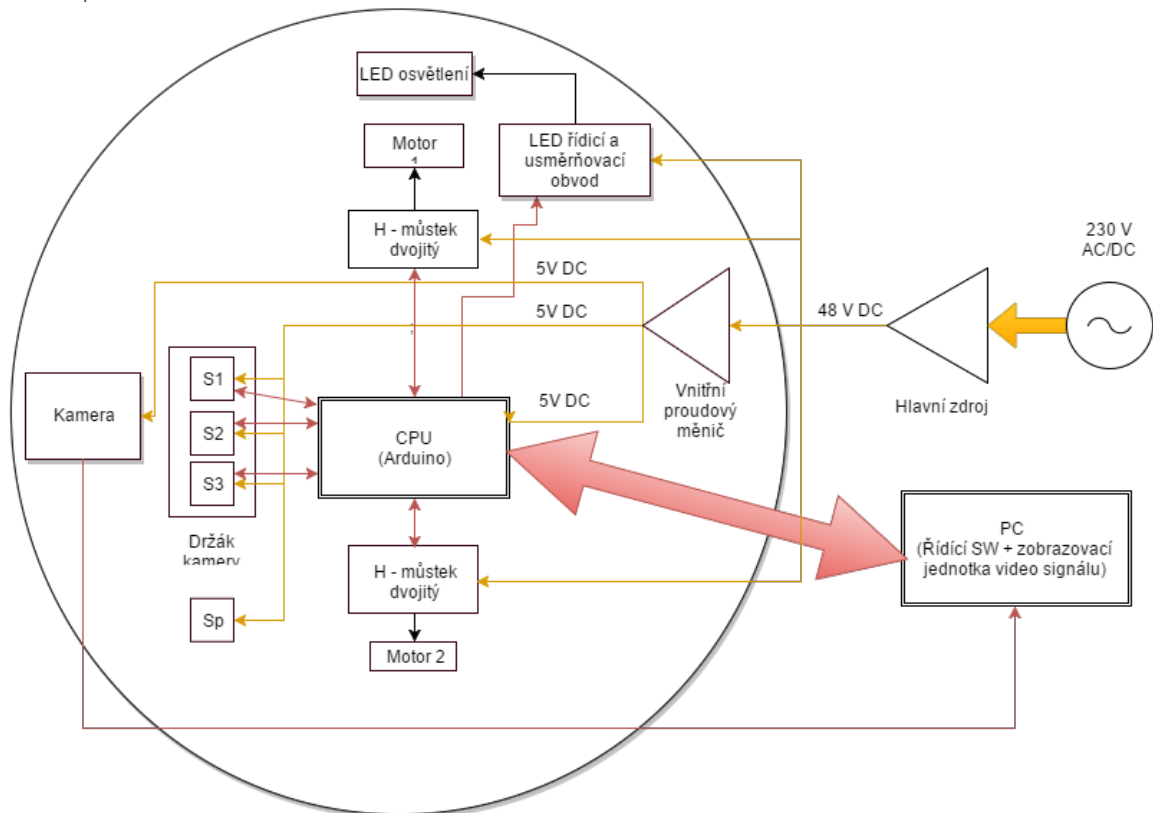 LED osvětlení
Motor
LED řídicí a
usměrňovací
obvod
H - můstek
dvojitý
230 V
AC/DC
5V DC
5V DC
48 V DC
S1
S2
S3
Kamera
Držák
kamery
5V DC
CPU
(Arduino)
Vnitřní
proudový
měnič
Hlavní zdroj
PC
(Řídící SW + zobrazovací
jednotka video signálu)
H - můstek
dvojitý
Sp
Motor 2